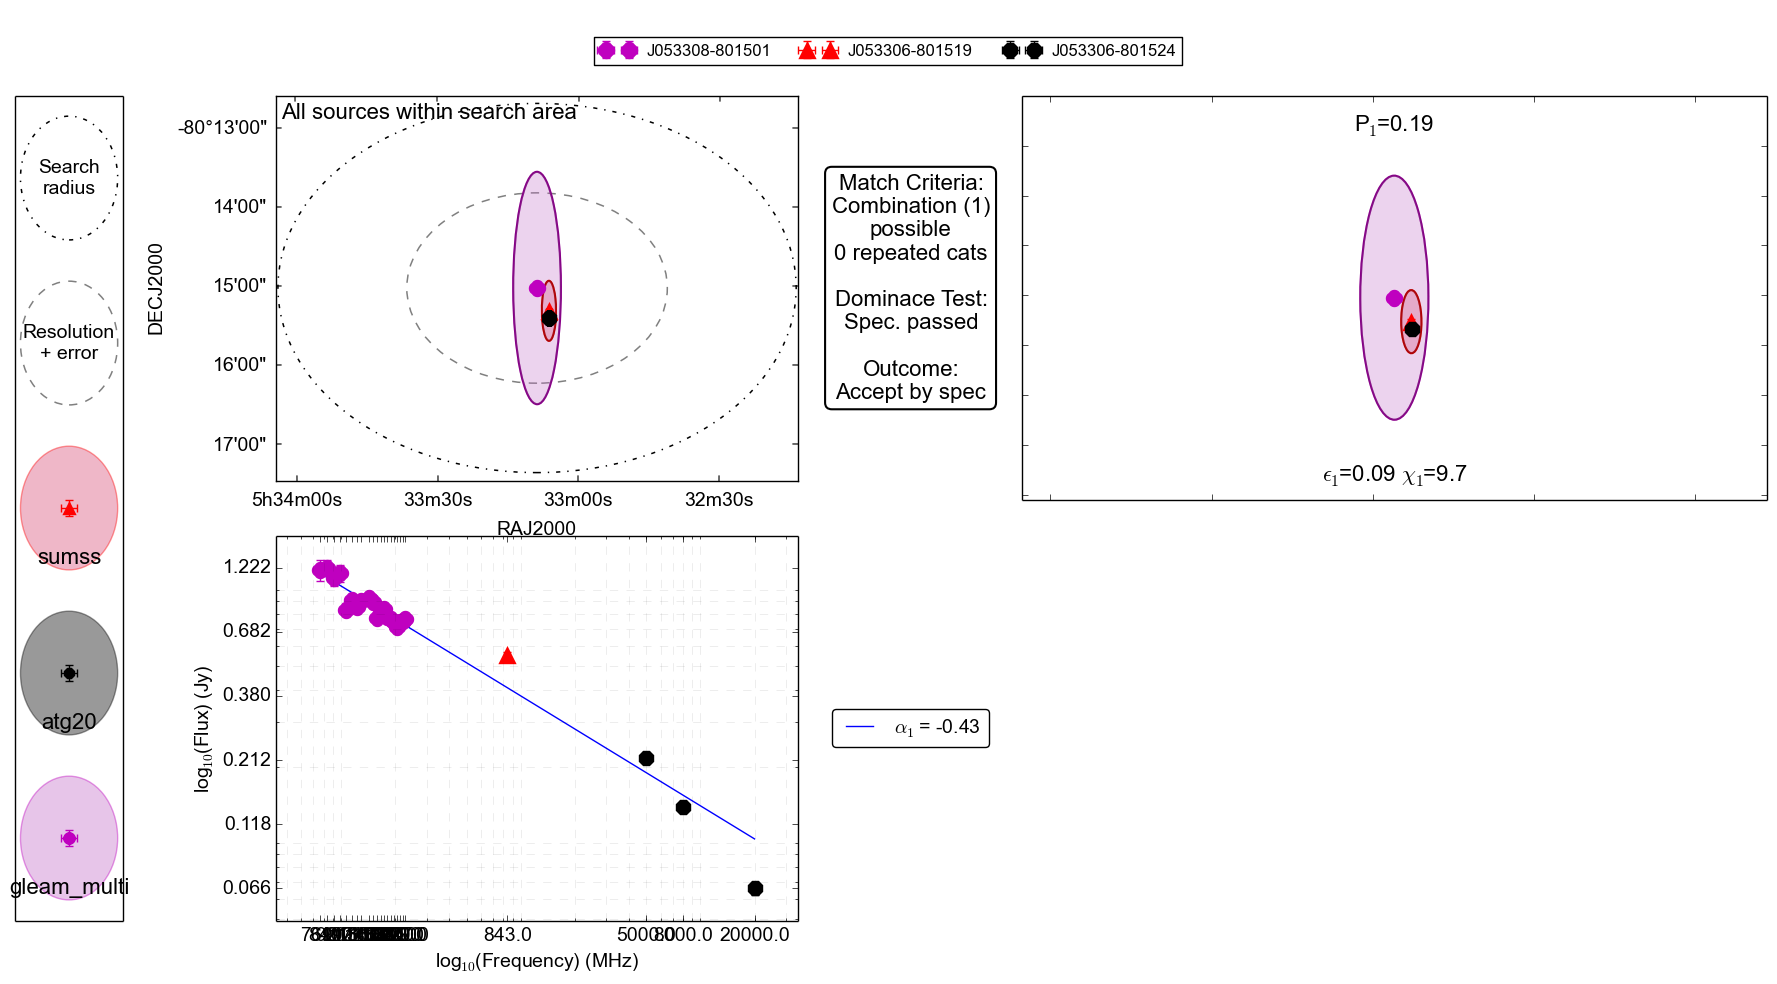 J053308-801501 J053306-801519 J053306-801524
Search
radius
Resolution
+ error
sumss
atg20
gleam_multi
All sources within search area
DECJ2000
-80°13'00"
14'00"
15'00"
16'00"
17'00"
5h34m00s 33m30s 33m00s 32m30s
RAJ2000
Match Criteria:
Combination (1)
possible
0 repeated cats
Dominace Test:
Spec. passed
Outcome:
Accept by spec
P₁=0.19
ϵ₁=0.09 χ₁=9.7
log₁₀(Flux) (Jy)
1.222
0.682
0.380
0.212
0.118
0.066
843.0 5000.0 8000.0 20000.0
log₁₀(Frequency) (MHz)
α₁ = -0.43